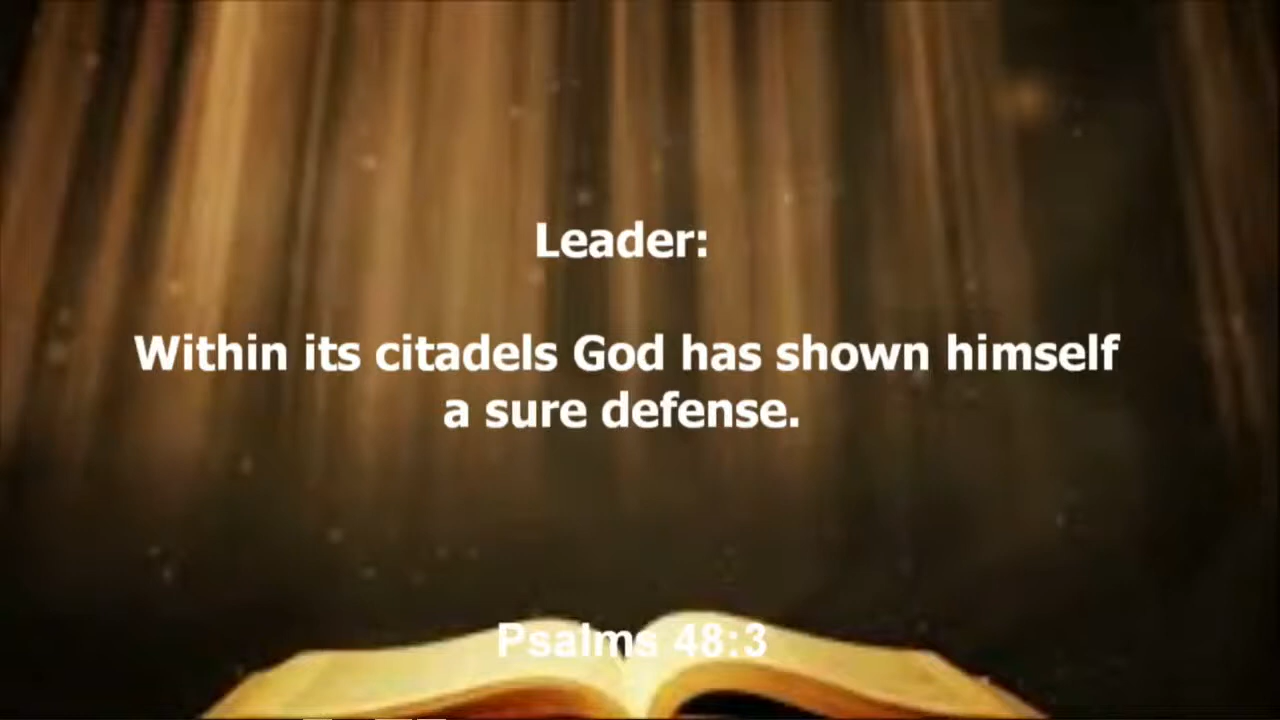 Leader:
Within its citadels God has shown himself
a sure defense.
Psalms 48:3